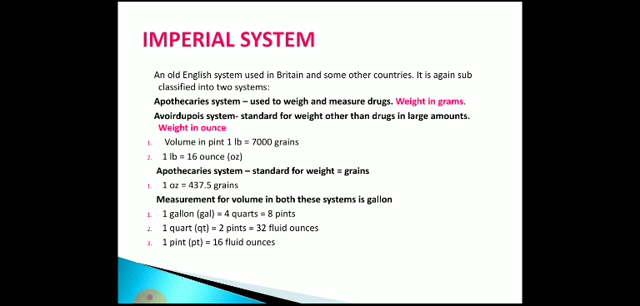 IMPERIAL SYSTEM
An old English system used in Britain and some other countries. It is again sub
classified into two systems:
Apothecaries system – used to weigh and measure drugs. Weight in grams.
Avoirdupois system- standard for weight other than drugs in large amounts.
Weight in ounce
1. Volume in pint 1 lb = 7000 grains
2. 1 lb = 16 ounce (oz)
Apothecaries system – standard for weight = grains
1. 1 oz = 437.5 grains
Measurement for volume in both these systems is gallon
1. 1 gallon (gal) = 4 quarts = 8 pints
2. 1 quart (qt) = 2 pints = 32 fluid ounces
3. 1 pint (pt) = 16 fluid ounces